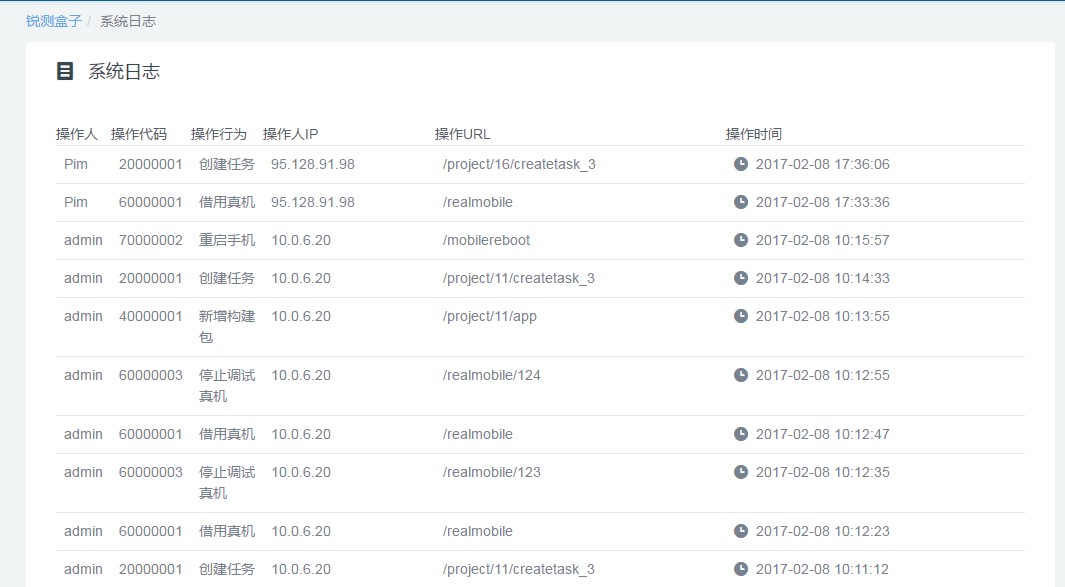 锐测盒子 / 系统日志
系统日志
操作人 操作代码 操作行为 操作人IP 操作URL 操作时间
Pim 20000001 创建任务 95.128.91.98 /project/16/createtask_3 2017-02-08 17:36:06
Pim 60000001 借用真机 95.128.91.98 /realmobile 2017-02-08 17:33:36
admin 70000002 重启手机 10.0.6.20 /mobilereboot 2017-02-08 10:15:57
admin 20000001 创建任务 10.0.6.20 /project/11/createtask_3 2017-02-08 10:14:33
admin 40000001 新增构建 10.0.6.20 /project/11/app 2017-02-08 10:13:55
包
admin 60000003 停止调试 10.0.6.20 /realmobile/124 2017-02-08 10:12:55
真机
admin 60000001 借用真机 10.0.6.20 /realmobile 2017-02-08 10:12:47
admin 60000003 停止调试 10.0.6.20 /realmobile/123 2017-02-08 10:12:35
真机
admin 60000001 借用真机 10.0.6.20 /realmobile 2017-02-08 10:12:23
admin 20000001 创建任务 10.0.6.20 /project/11/createtask_3 2017-02-08 10:11:12